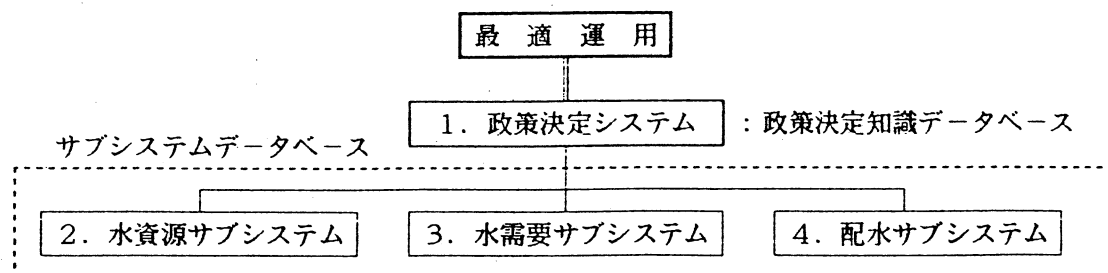 最適運用
1．政策決定システム ：政策決定知識データベース
サブシステムデータベース
2．水資源サブシステム 3．水需要サブシステム 4．配水サブシステム